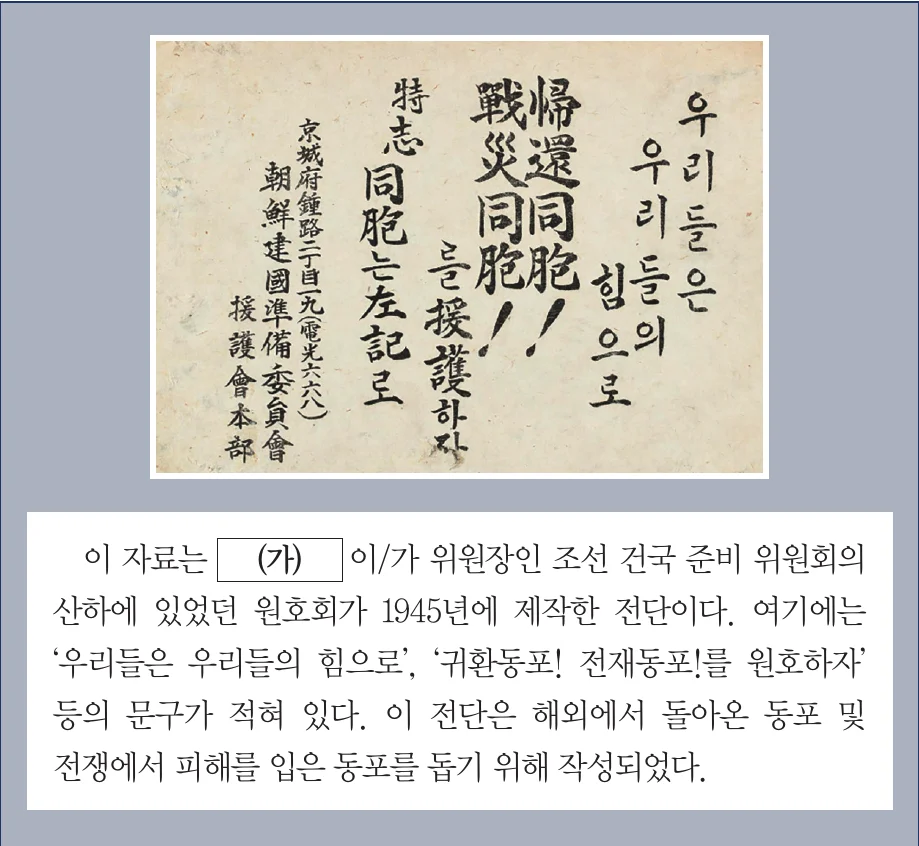 우리들은
우리들의
힘으로
帰還同胞!
戰災同胞!
를援護하자
特志同胞는左記로
京城府鍾路二丁目一九(電光六六八)
朝鮮建國準備委員會
援護會本部
이 자료는 (가) 이/가 위원장인 조선 건국 준비 위원회의
산하에 있었던 원호회가 1945년에 제작한 전단이다. 여기에는
‘우리들은 우리들의 힘으로’, ‘귀환동포! 전재동포!를 원호하자’
등의 문구가 적혀 있다. 이 전단은 해외에서 돌아온 동포 및
전쟁에서 피해를 입은 동포를 돕기 위해 작성되었다.